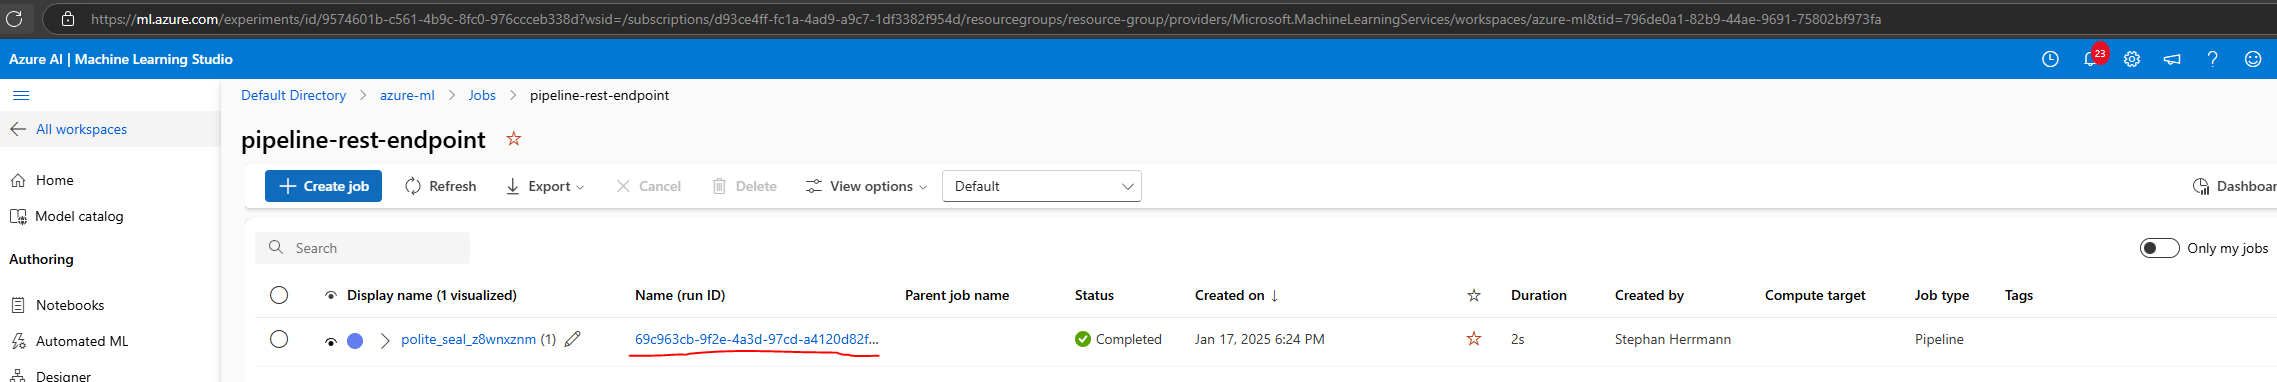 https://ml.azure.com/experiments/id/9574601b-c561-4b9c-8fc0-976ccceb338d?wsid=/subscriptions/d93ce4ff-fc1a-4ad9-a9c7-1df3382f954d/resourcegroups/resource-group/providers/Microsoft.MachineLearningServices/workspaces/azure-ml&tid=796de0a1-82b9-44ae-9691-75802bf973fa
Azure AI | Machine Learning Studio 23
All workspaces
Home
Model catalog
Authoring
Notebooks
Automated ML
Designer
Default Directory > azure-ml > Jobs > pipeline-rest-endpoint
pipeline-rest-endpoint
Create job Refresh Export Cancel Delete View options Default Dashboar
Search Only my jobs
Display name (1 visualized) Name (run ID) Parent job name Status Created on ↓ Duration Created by Compute target Job type Tags
polite_seal_z8wnxznm (1) 69c963cb-9f2e-4a3d-97cd-a4120d82f... Completed Jan 17, 2025 6:24 PM 2s Stephan Herrmann Pipeline